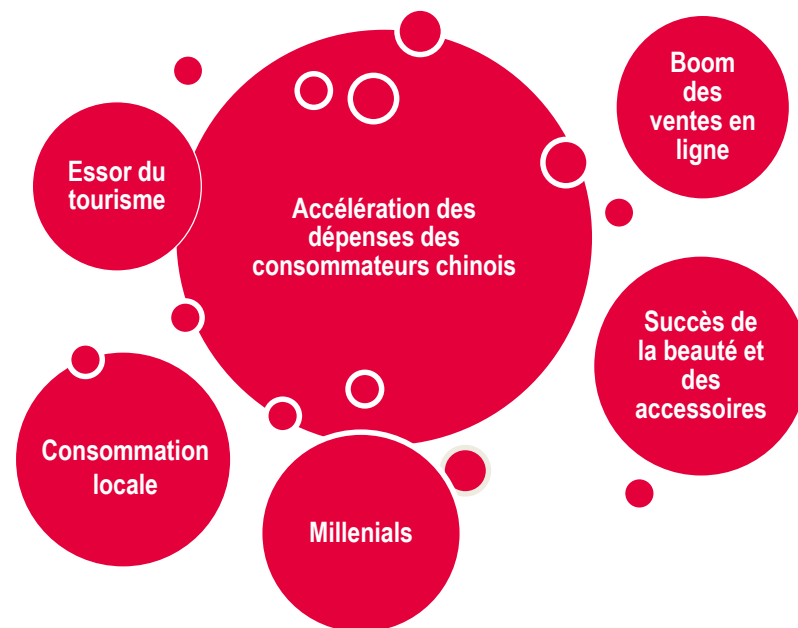 Boom
des
ventes en
ligne
Essor du
tourisme
Accélération des
dépenses des
consommateurs chinois
Succès de
la beauté et
des
accessoires
Consommation
locale
Millenials